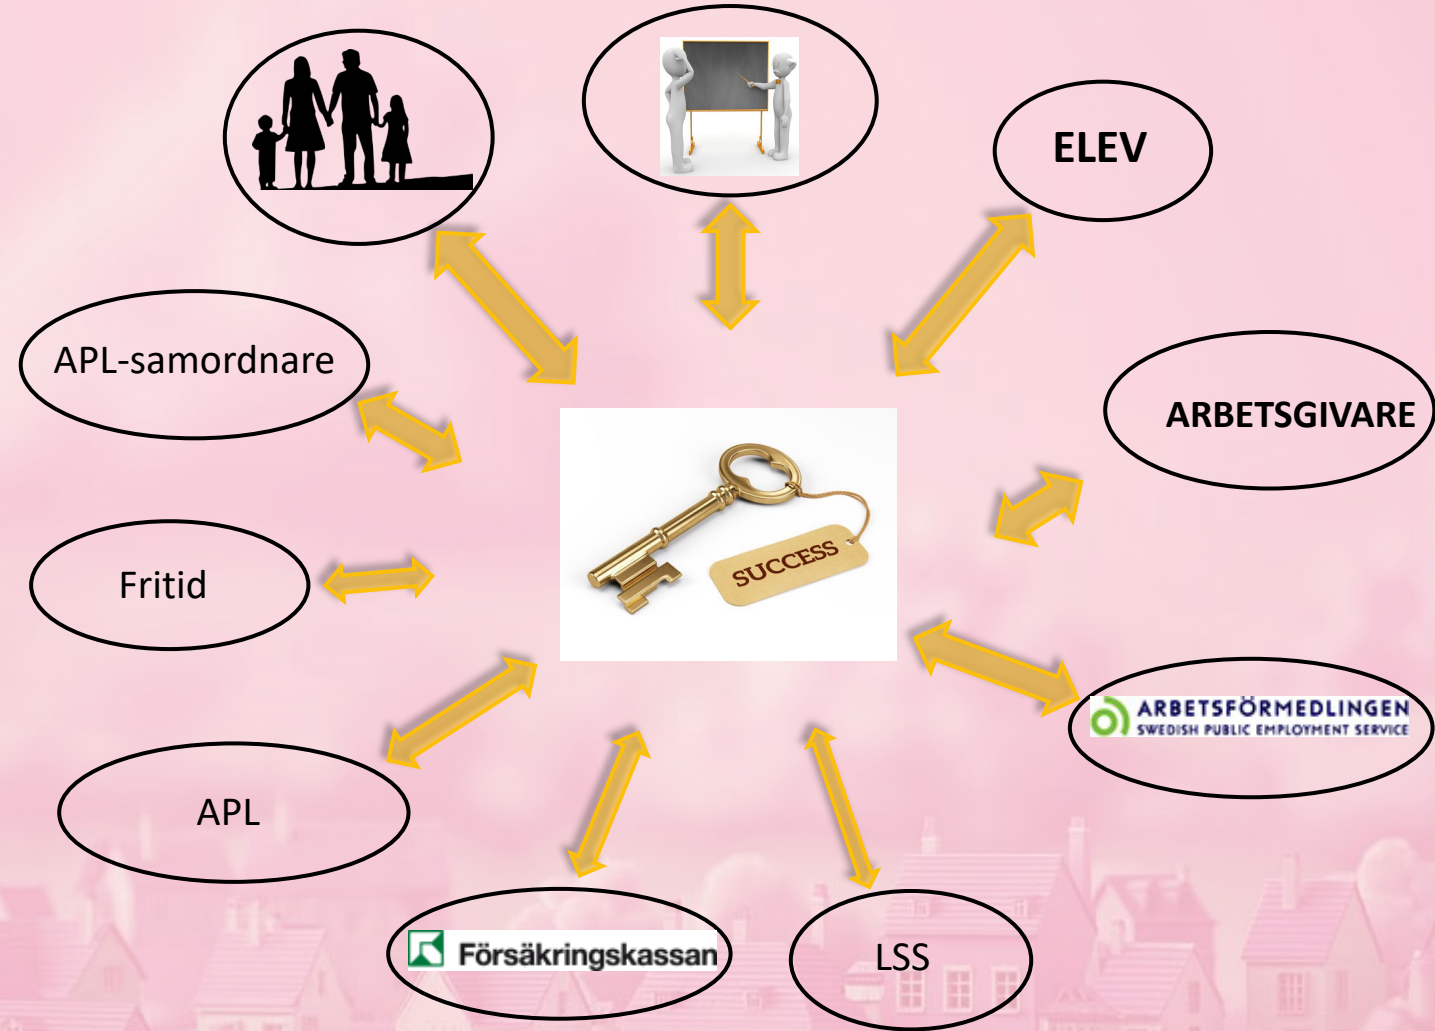 ELEV
APL-samordnare
ARBETSGIVARE
SUCCESS
Fritid
ARBETSFÖRMEDLINGEN
SWEDISH PUBLIC EMPLOYMENT SERVICE
APL
Försäkringskassan
LSS